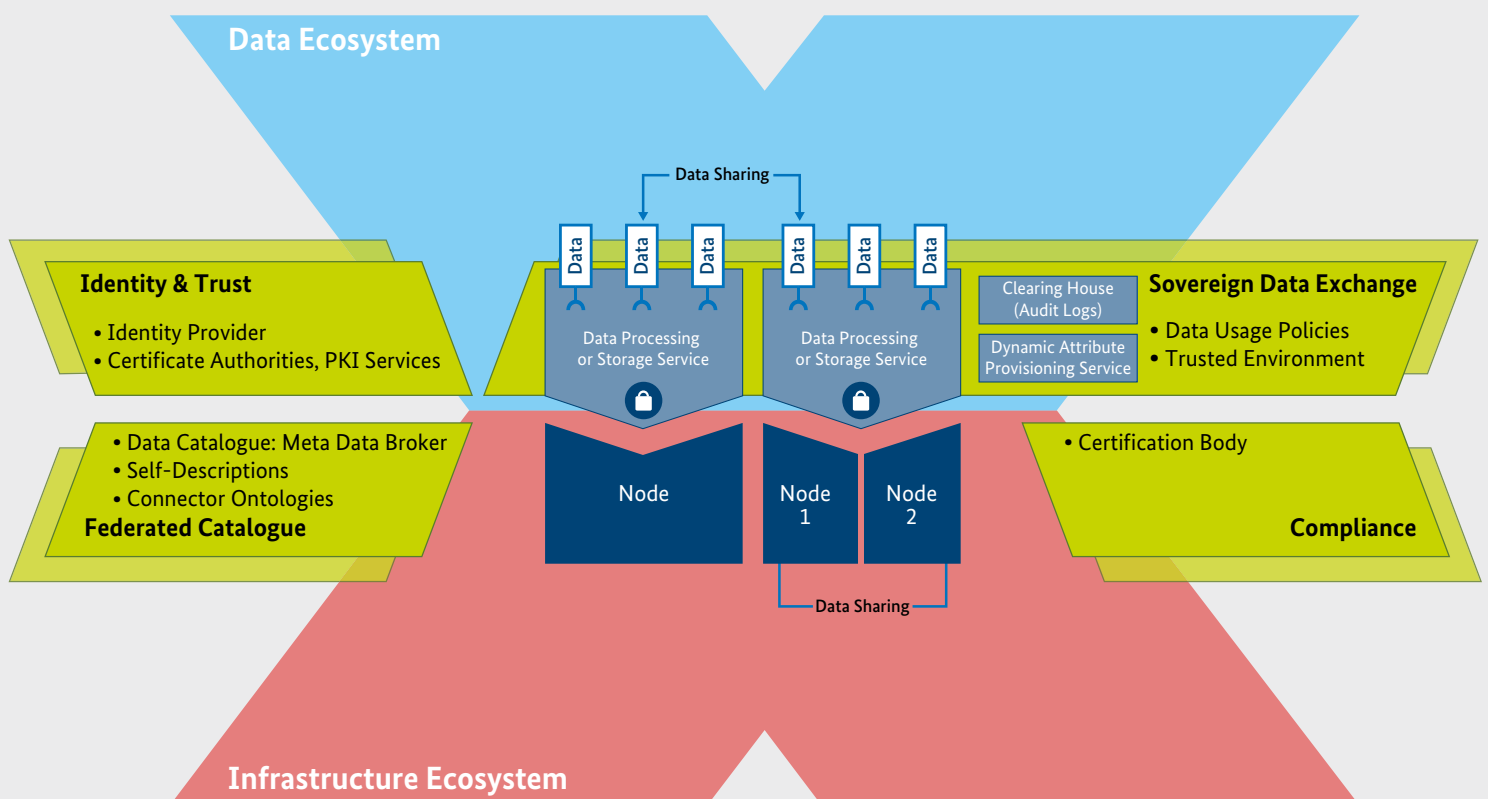 Data Ecosystem
Data Sharing
Data
Data
Data
Data
Data
Data
Identity & Trust
• Identity Provider
• Certificate Authorities, PKI Services
Data Processing
or Storage Service
Data Processing
or Storage Service
Clearing House
(Audit Logs)
Dynamic Attribute
Provisioning Service
Sovereign Data Exchange
• Data Usage Policies
• Trusted Environment
• Data Catalogue: Meta Data Broker
• Self-Descriptions
• Connector Ontologies
Federated Catalogue
Node
Node
1
Node
2
Data Sharing
• Certification Body
Compliance
Infrastructure Ecosystem